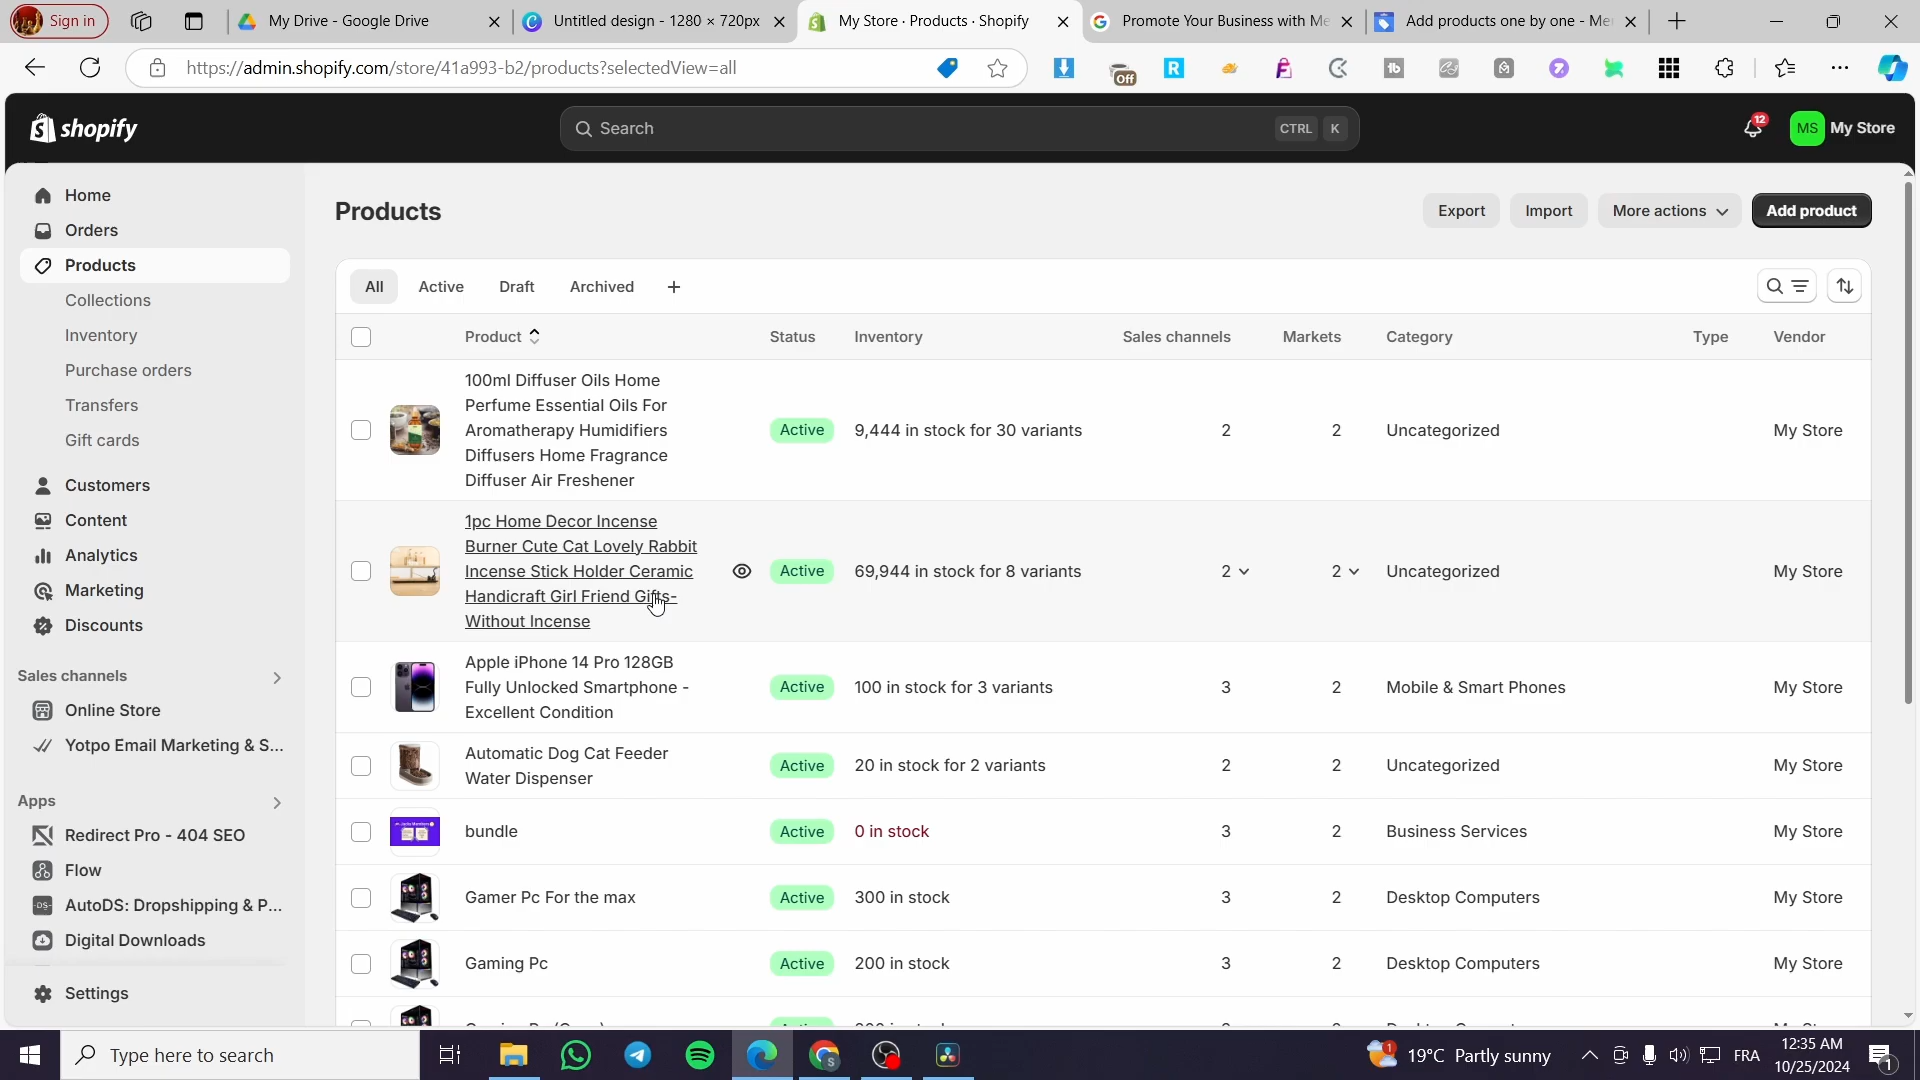 Sign in
My Drive - Google Drive
Untitled design - 1280 × 720px
My Store · Products · Shopify
Promote Your Business with Me
Add products one by one - Me
https://admin.shopify.com/store/41a993-b2/products?selectedView=all
Off
shopify
Search
CTRL K
12
MS My Store
Home
Orders
Products
Collections
Inventory
Purchase orders
Transfers
Gift cards
Customers
Content
Analytics
Marketing
Discounts
Sales channels
Online Store
Yotpo Email Marketing & S...
Apps
Redirect Pro - 404 SEO
Flow
AutoDS: Dropshipping & P...
Digital Downloads
Settings
Products
Export Import More actions Add product
All Active Draft Archived +
Product Status Inventory Sales channels Markets Category Type Vendor
100ml Diffuser Oils Home
Perfume Essential Oils For
Aromatherapy Humidifiers
Diffusers Home Fragrance
Diffuser Air Freshener
Active 9,444 in stock for 30 variants 2 2 Uncategorized My Store
1pc Home Decor Incense
Burner Cute Cat Lovely Rabbit
Incense Stick Holder Ceramic
Handicraft Girl Friend Gifts-
Without Incense
Active 69,944 in stock for 8 variants 2 2 Uncategorized My Store
Apple iPhone 14 Pro 128GB
Fully Unlocked Smartphone -
Excellent Condition
Active 100 in stock for 3 variants 3 2 Mobile & Smart Phones My Store
Automatic Dog Cat Feeder
Water Dispenser
Active 20 in stock for 2 variants 2 2 Uncategorized My Store
bundle Active 0 in stock 3 2 Business Services My Store
Gamer Pc For the max Active 300 in stock 3 2 Desktop Computers My Store
Gaming Pc Active 200 in stock 3 2 Desktop Computers My Store
Type here to search
19°C Partly sunny
FRA
12:35 AM
10/25/2024
1